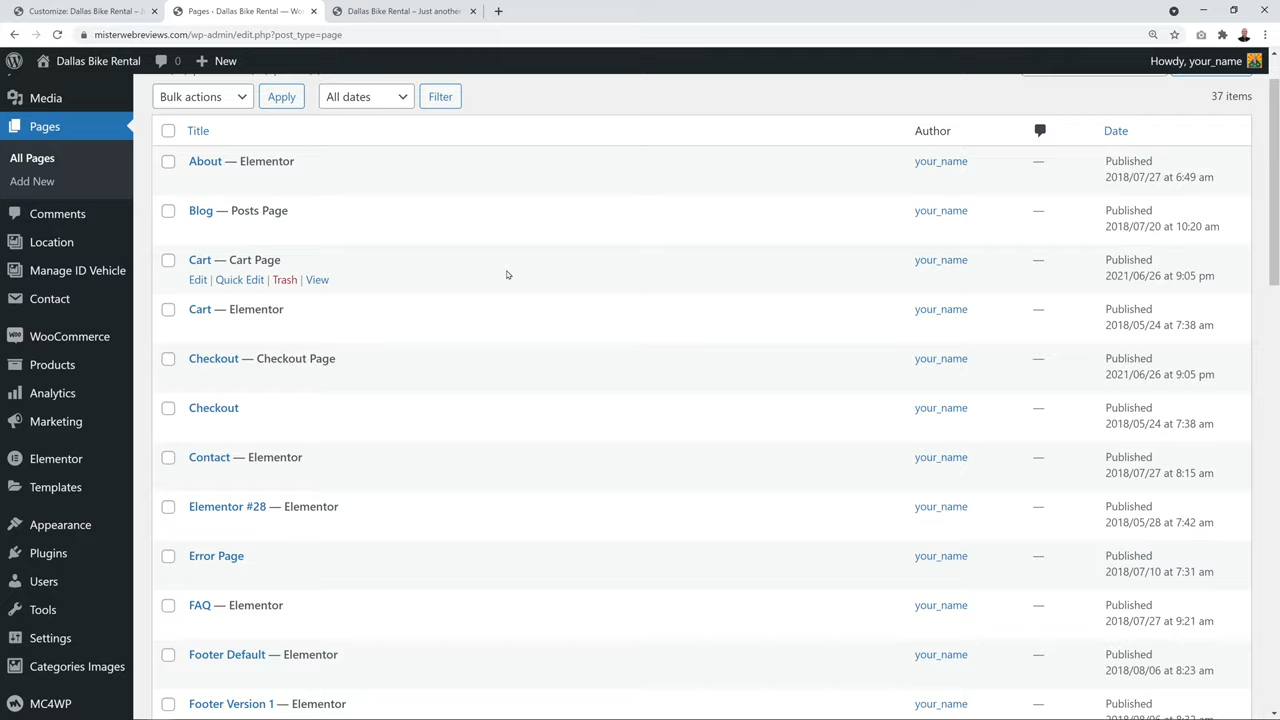 Customize: Dallas Bike Rental – J
Pages ‹ Dallas Bike Rental — Wo
Dallas Bike Rental – Just another
misterwebreviews.com/wp-admin/edit.php?post_type=page
Dallas Bike Rental
0
New
Howdy, your_name
Media
Pages
All Pages
Add New
Comments
Location
Manage ID Vehicle
Contact
WooCommerce
Products
Analytics
Marketing
Elementor
Templates
Appearance
Plugins
Users
Tools
Settings
Categories Images
MC4WP
Bulk actions
Apply
All dates
Filter
37 items
Title
Author
Date
About — Elementor
your_name
—
Published
2018/07/27 at 6:49 am
Blog — Posts Page
your_name
—
Published
2018/07/20 at 10:20 am
Cart — Cart Page
your_name
—
Published
2021/06/26 at 9:05 pm
Edit | Quick Edit | Trash | View
Cart — Elementor
your_name
—
Published
2018/05/24 at 7:38 am
Checkout — Checkout Page
your_name
—
Published
2021/06/26 at 9:05 pm
Checkout
your_name
—
Published
2018/05/24 at 7:38 am
Contact — Elementor
your_name
—
Published
2018/07/27 at 8:15 am
Elementor #28 — Elementor
your_name
—
Published
2018/05/28 at 7:42 am
Error Page
your_name
—
Published
2018/07/10 at 7:31 am
FAQ — Elementor
your_name
—
Published
2018/07/27 at 9:21 am
Footer Default — Elementor
your_name
—
Published
2018/08/06 at 8:23 am
Footer Version 1 — Elementor
your_name
—
Published